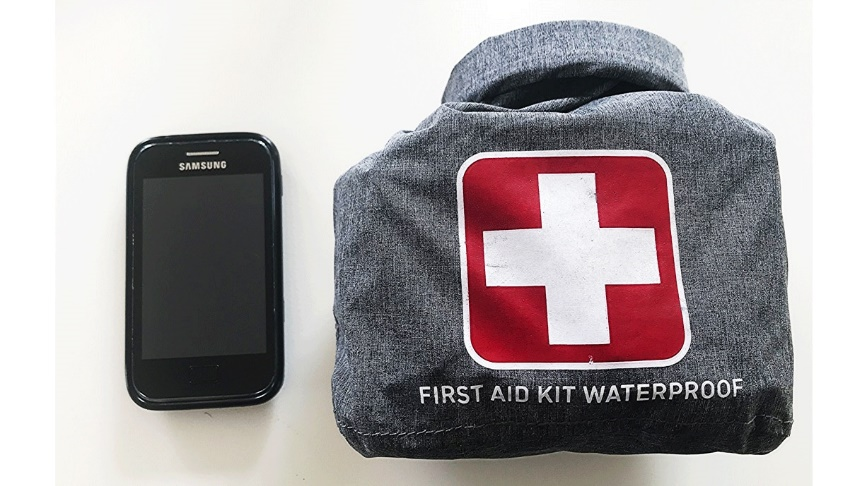 SAMSUNG
FIRST AID KIT WATERPROOF